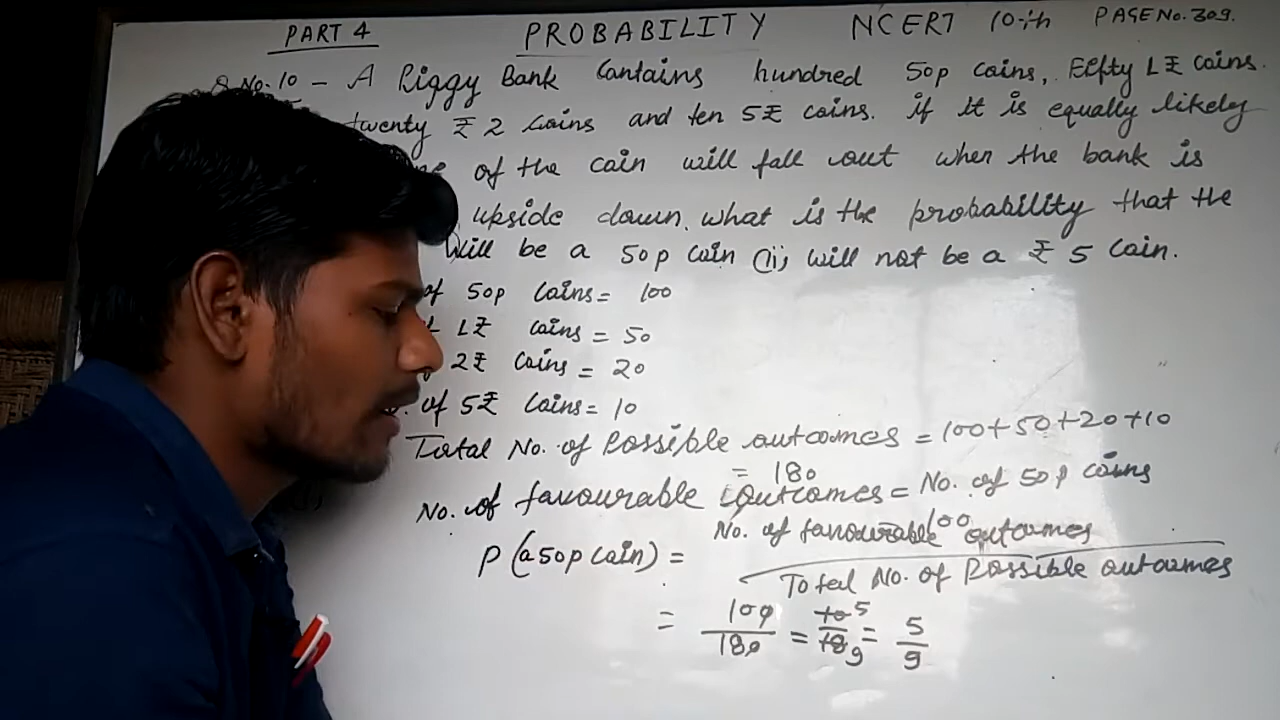 PART 4 PROBABILITY NCERT 10th PAGE No. 309.
Q No. 10 - A Piggy Bank Contains hundred 50p coins, Fifty 1₹ coins.
twenty ₹2 coins and ten 5₹ coins. if it is equally likely
of the coin will fall out when the bank is
upside down. what is the probability that the
will be a 50p coin (ii) will not be a ₹ 5 coin.
of 50p coins = 100
1₹ coins = 50
2₹ coins = 20
of 5₹ coins = 10
Total No. of Possible outcomes = 100+50+20+10
= 180
No. of favourable outcomes = No. of 50p coins
100
P (a 50p coin) = No. of favourable outcomes
Total No. of Possible outcomes
= 100/180 = 10/18 5/9 = 5/9